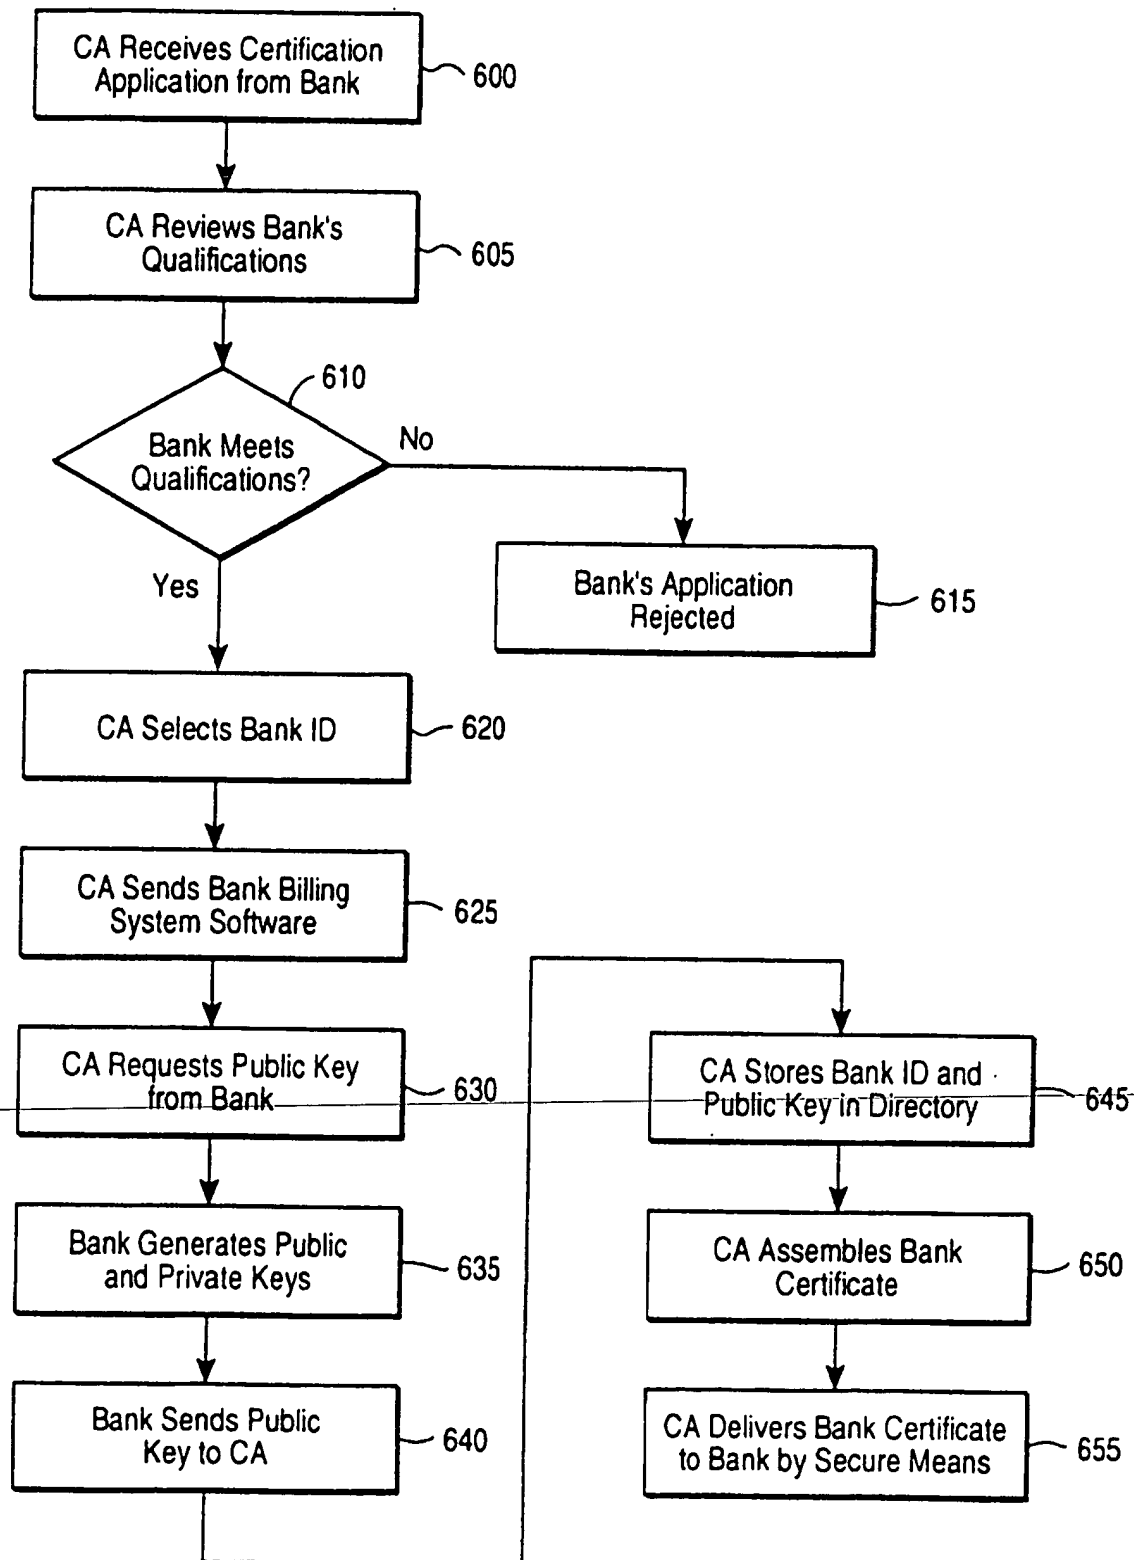 CA Receives Certification
Application from Bank
600
CA Reviews Bank's
Qualifications
605
610
Bank Meets
Qualifications?
No
Yes
Bank's Application
Rejected
615
CA Selects Bank ID
620
CA Sends Bank Billing
System Software
625
CA Requests Public Key
from Bank
630
Bank Generates Public
and Private Keys
635
Bank Sends Public
Key to CA
640
CA Stores Bank ID and
Public Key in Directory
645
CA Assembles Bank
Certificate
650
CA Delivers Bank Certificate
to Bank by Secure Means
655